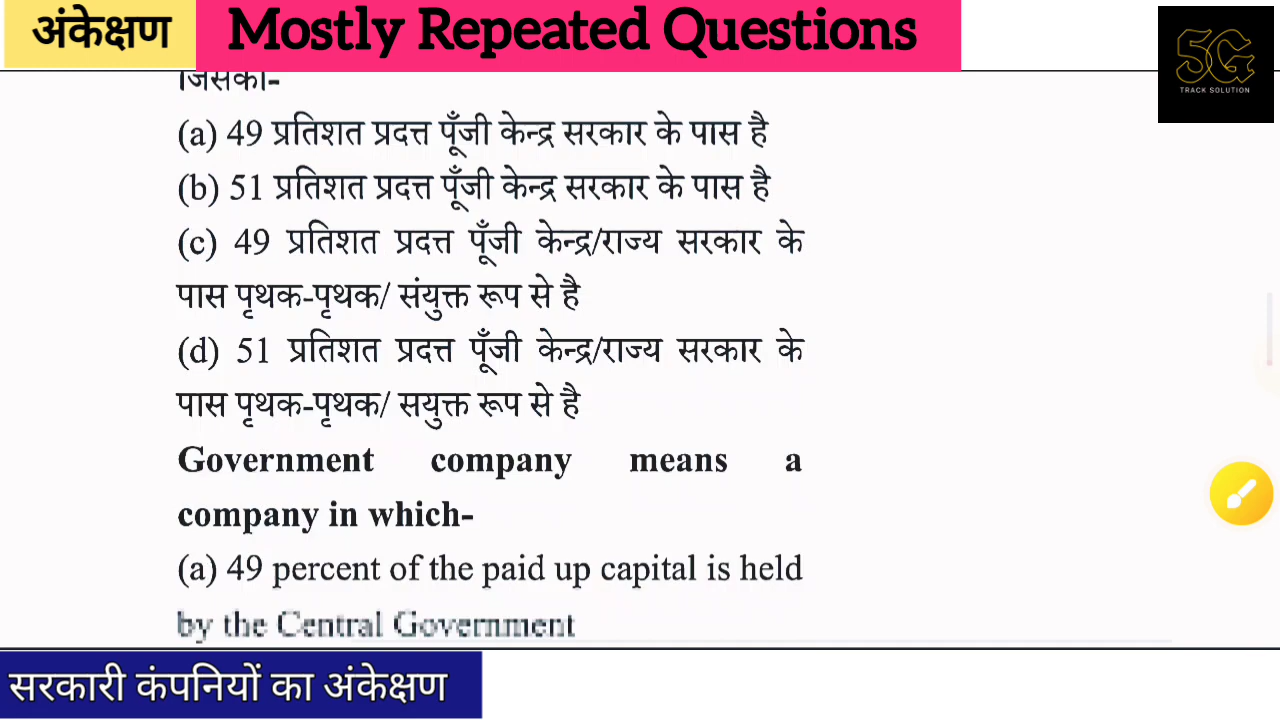 अंकेक्षण
Mostly Repeated Questions
5G
TRACK SOLUTION
जिसका-
(a) 49 प्रतिशत प्रदत्त पूँजी केन्द्र सरकार के पास है
(b) 51 प्रतिशत प्रदत्त पूँजी केन्द्र सरकार के पास है
(c) 49 प्रतिशत प्रदत्त पूँजी केन्द्र/राज्य सरकार के
पास पृथक-पृथक/ संयुक्त रूप से है
(d) 51 प्रतिशत प्रदत्त पूँजी केन्द्र/राज्य सरकार के
पास पृथक-पृथक/ सयुक्त रूप से है
Government company means a
company in which-
(a) 49 percent of the paid up capital is held
by the Central Government
सरकारी कंपनियों का अंकेक्षण